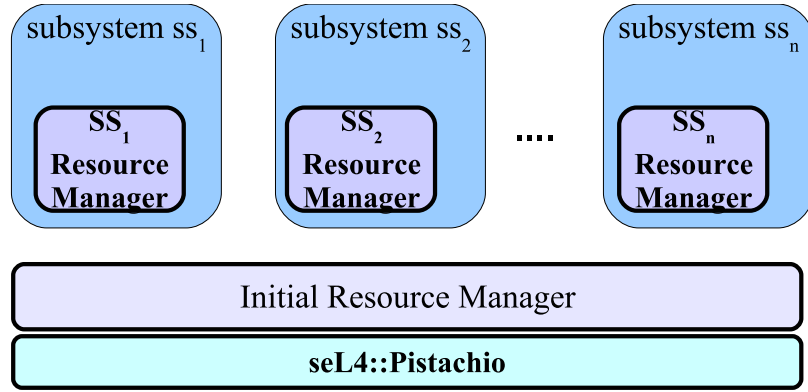 subsystem ss₁
SS₁
Resource
Manager
subsystem ss₂
SS₂
Resource
Manager
....
subsystem ssₙ
SSₙ
Resource
Manager
Initial Resource Manager
seL4::Pistachio